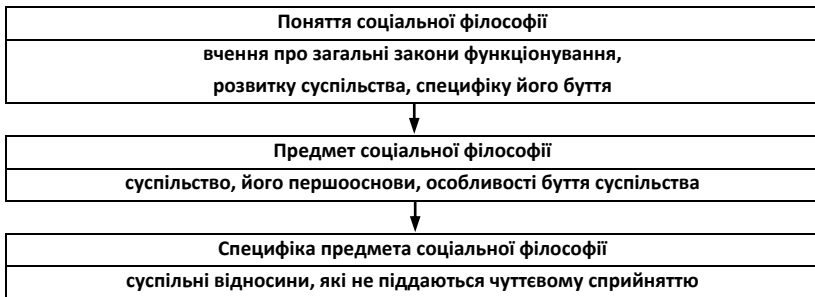 Поняття соціальної філософії
вчення про загальні закони функціонування,
розвитку суспільства, специфіку його буття
Предмет соціальної філософії
суспільство, його першооснови, особливості буття суспільства
Специфіка предмета соціальної філософії
суспільні відносини, які не піддаються чуттєвому сприйняттю